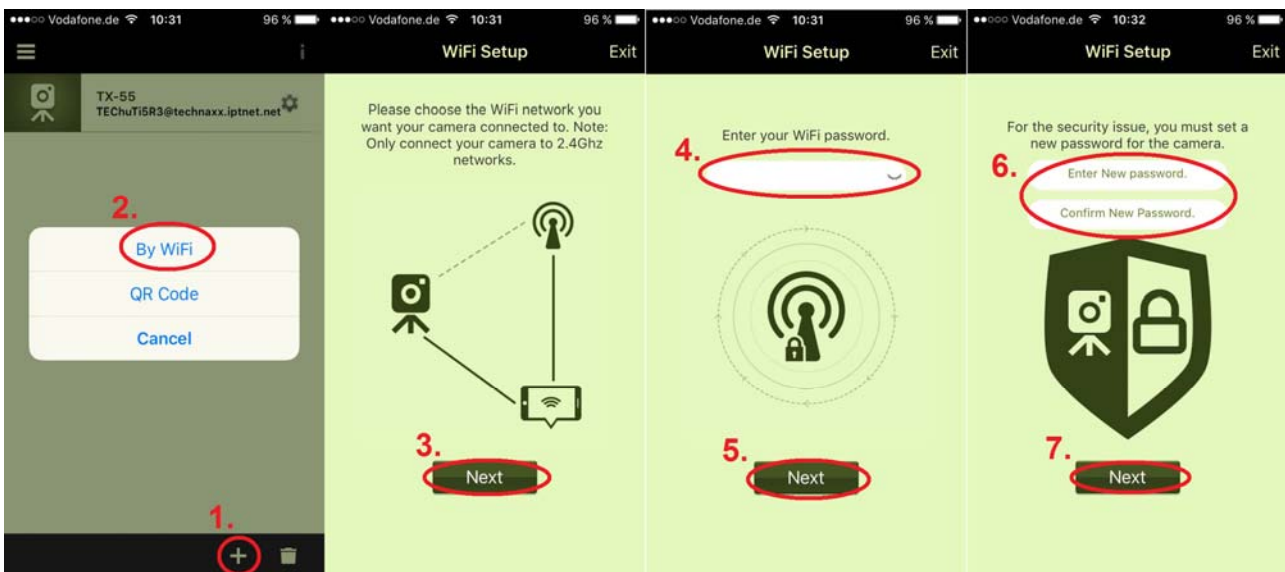 Vodafone.de 10:31 96 %
TX-55
TEChuTi5R3@technaxx.iptnet.net
2.
By WiFi
QR Code
Cancel
1.
+
Vodafone.de 10:31 96 %
WiFi Setup Exit
Please choose the WiFi network you
want your camera connected to. Note:
Only connect your camera to 2.4Ghz
networks.
3.
Next
Vodafone.de 10:31 96 %
WiFi Setup Exit
Enter your WiFi password.
4.
5.
Next
Vodafone.de 10:32 96 %
WiFi Setup Exit
For the security issue, you must set a
new password for the camera.
6.
Enter New password.
Confirm New Password.
7.
Next